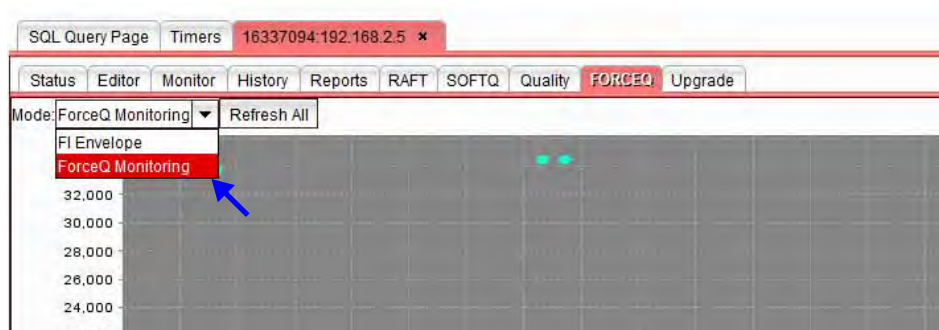 SQL Query Page Timers 16337094:192.168.2.5 ×
Status Editor Monitor History Reports RAFT SOFTQ Quality FORCEQ Upgrade
Mode: ForceQ Monitoring Refresh All
FI Envelope
ForceQ Monitoring
32,000
30,000
28,000
26,000
24,000